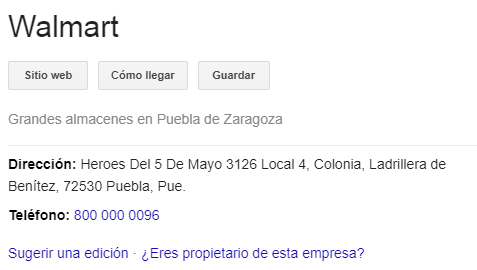 Walmart
Sitio web Cómo llegar Guardar
Grandes almacenes en Puebla de Zaragoza
Dirección: Heroes Del 5 De Mayo 3126 Local 4, Colonia, Ladrillera de
Benítez, 72530 Puebla, Pue.
Teléfono: 800 000 0096
Sugerir una edición · ¿Eres propietario de esta empresa?